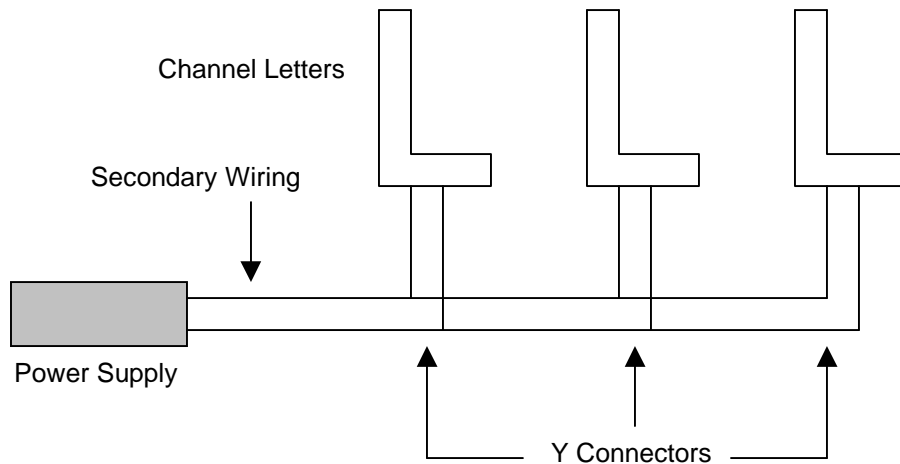 Channel Letters
Secondary Wiring
Power Supply
Y Connectors